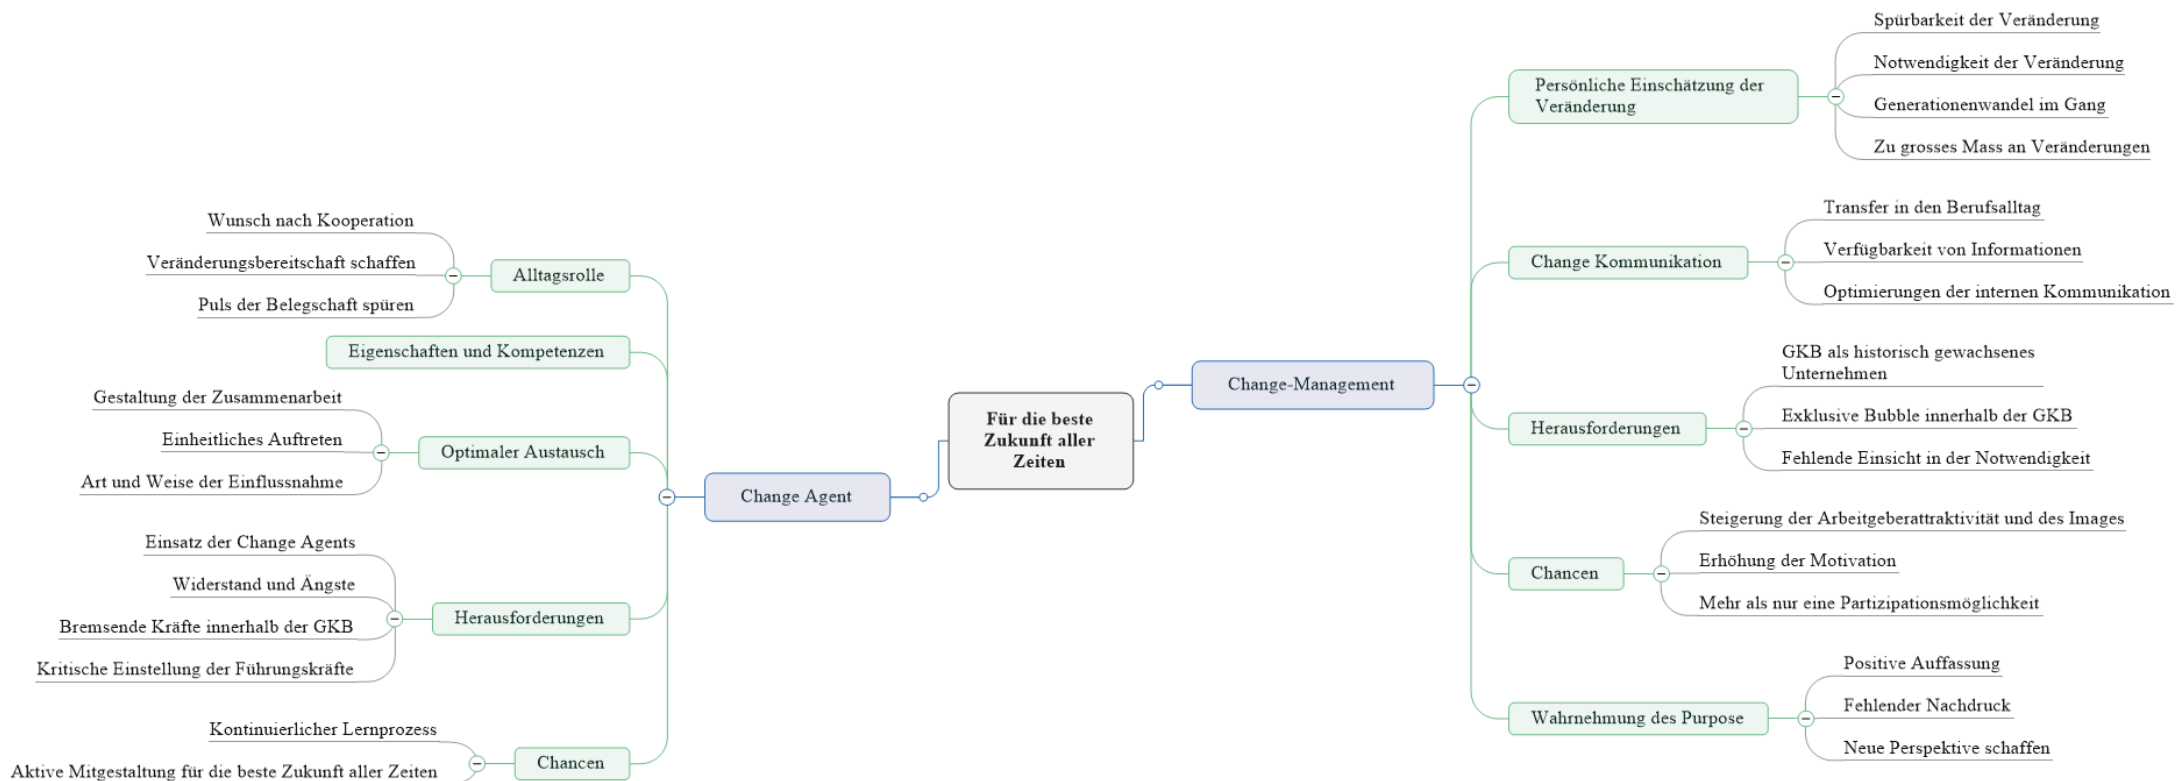 Für die beste
Zukunft aller
Zeiten
Change-Management
Persönliche Einschätzung der
Veränderung
Spürbarkeit der Veränderung
Notwendigkeit der Veränderung
Generationenwandel im Gang
Zu grosses Mass an Veränderungen
Change Kommunikation
Transfer in den Berufsalltag
Verfügbarkeit von Informationen
Optimierungen der internen Kommunikation
Herausforderungen
GKB als historisch gewachsenes
Unternehmen
Exklusive Bubble innerhalb der GKB
Fehlende Einsicht in der Notwendigkeit
Chancen
Steigerung der Arbeitgeberattraktivität und des Images
Erhöhung der Motivation
Mehr als nur eine Partizipationsmöglichkeit
Wahrnehmung des Purpose
Positive Auffassung
Fehlender Nachdruck
Neue Perspektive schaffen
Change Agent
Alltagsrolle
Wunsch nach Kooperation
Veränderungsbereitschaft schaffen
Puls der Belegschaft spüren
Eigenschaften und Kompetenzen
Optimaler Austausch
Gestaltung der Zusammenarbeit
Einheitliches Auftreten
Art und Weise der Einflussnahme
Herausforderungen
Einsatz der Change Agents
Widerstand und Ängste
Bremsende Kräfte innerhalb der GKB
Kritische Einstellung der Führungskräfte
Chancen
Kontinuierlicher Lernprozess
Aktive Mitgestaltung für die beste Zukunft aller Zeiten